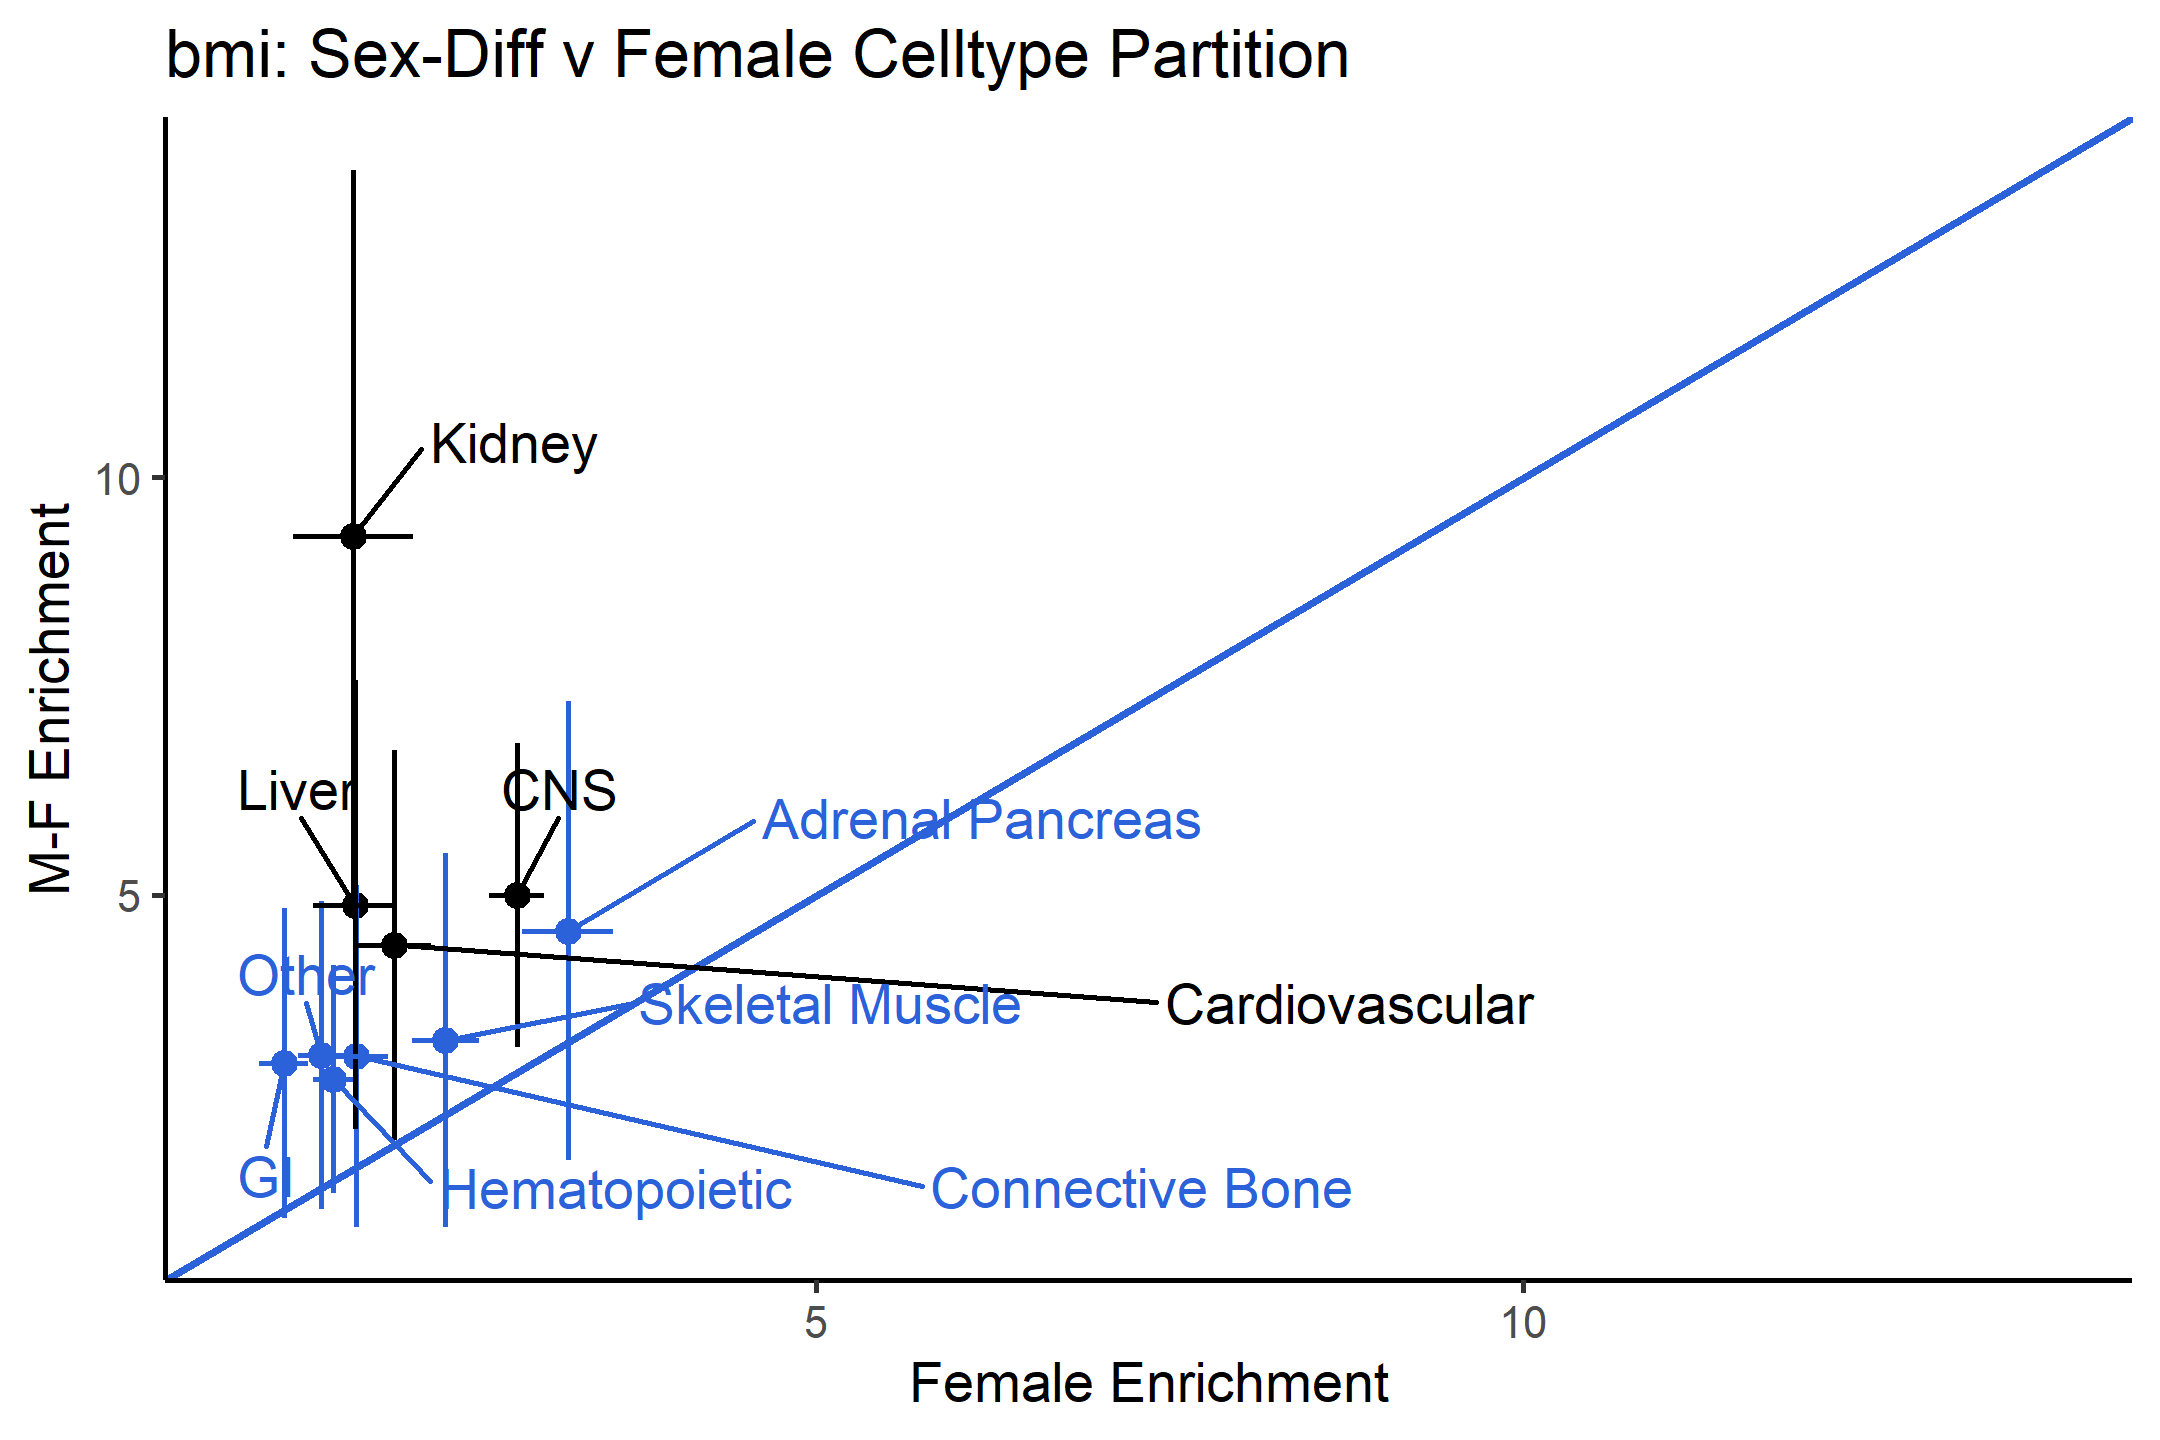 bmi: Sex-Diff v Female Celltype Partition
M-F Enrichment
10
5
Kidney
Liver
CNS
Adrenal Pancreas
Other
Skeletal Muscle
Cardiovascular
GI
Hematopoietic
Connective Bone
5
10
Female Enrichment